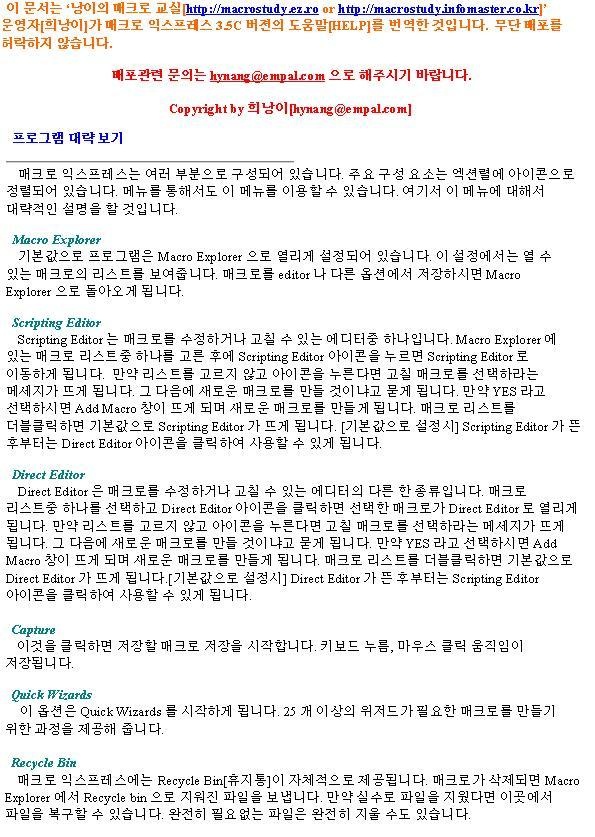 이 문서는 ‘낭이의 매크로 교실[http://macrostudy.ez.ro or http://macrostudy.infomaster.co.kr]’
운영자[희낭이]가 매크로 익스프레스 3.5C 버젼의 도움말[HELP]를 번역한 것입니다. 무단 배포를
허락하지 않습니다.
배포관련 문의는 hynang@empal.com 으로 해주시기 바랍니다.
Copyright by 희낭이[hynang@empal.com]
프로그램 대략 보기
매크로 익스프레스는 여러 부분으로 구성되어 있습니다. 주요 구성 요소는 엑션렬에 아이콘으로
정렬되어 있습니다. 메뉴를 통해서도 이 메뉴를 이용할 수 있습니다. 여기서 이 메뉴에 대해서
대략적인 설명을 할 것입니다.
Macro Explorer
기본값으로 프로그램은 Macro Explorer 으로 열리게 설정되어 있습니다. 이 설정에서는 열 수
있는 매크로의 리스트를 보여줍니다. 매크로를 editor 나 다른 옵션에서 저장하시면 Macro
Explorer 으로 돌아오게 됩니다.
Scripting Editor
Scripting Editor 는 매크로를 수정하거나 고칠 수 있는 에디터중 하나입니다. Macro Explorer 에
있는 매크로 리스트중 하나를 고른 후에 Scripting Editor 아이콘을 누르면 Scripting Editor 로
이동하게 됩니다. 만약 리스트를 고르지 않고 아이콘을 누른다면 고칠 매크로를 선택하라는
메세지가 뜨게 됩니다. 그 다음에 새로운 매크로를 만들 것이냐고 묻게 됩니다. 만약 YES 라고
선택하시면 Add Macro 창이 뜨게 되며 새로운 매크로를 만들게 됩니다. 매크로 리스트를
더블클릭하면 기본값으로 Scripting Editor 가 뜨게 됩니다. [기본값으로 설정시] Scripting Editor 가 뜬
후부터는 Direct Editor 아이콘을 클릭하여 사용할 수 있게 됩니다.
Direct Editor
Direct Editor 은 매크로를 수정하거나 고칠 수 있는 에디터의 다른 한 종류입니다. 매크로
리스트중 하나를 선택하고 Direct Editor 아이콘을 클릭하면 선택한 매크로가 Direct Editor 로 열리게
됩니다. 만약 리스트를 고르지 않고 아이콘을 누른다면 고칠 매크로를 선택하라는 메세지가 뜨게
됩니다. 그 다음에 새로운 매크로를 만들 것이냐고 묻게 됩니다. 만약 YES 라고 선택하시면 Add
Macro 창이 뜨게 되며 새로운 매크로를 만들게 됩니다. 매크로 리스트를 더블클릭하면 기본값으로
Direct Editor 가 뜨게 됩니다.[기본값으로 설정시] Direct Editor 가 뜬 후부터는 Scripting Editor
아이콘을 클릭하여 사용할 수 있게 됩니다.
Capture
이것을 클릭하면 저장할 매크로 저장을 시작합니다. 키보드 누름, 마우스 클릭 움직임이
저장됩니다.
Quick Wizards
이 옵션은 Quick Wizards 를 시작하게 됩니다. 25 개 이상의 위저드가 필요한 매크로를 만들기
위한 과정을 제공해 줍니다.
Recycle Bin
매크로 익스프레스에는 Recycle Bin[휴지통]이 자체적으로 제공됩니다. 매크로가 삭제되면 Macro
Explorer 에서 Recycle bin 으로 지워진 파일을 보냅니다. 만약 실수로 파일을 지웠다면 이곳에서
파일을 복구할 수 있습니다. 완전히 필요없는 파일은 완전히 지울 수도 있습니다.